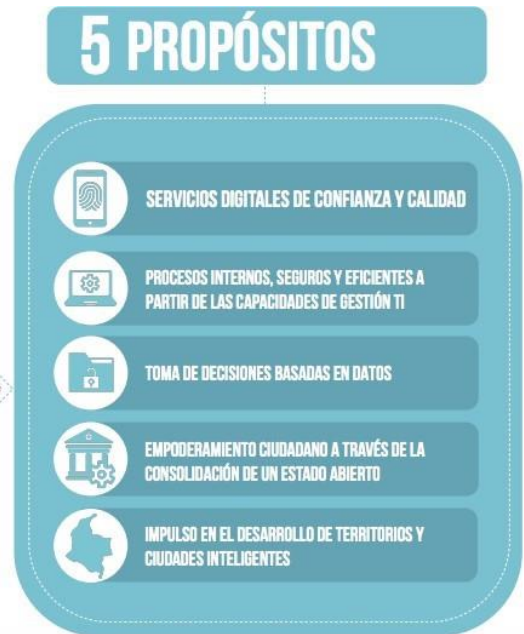 5 PROPÓSITOS
SERVICIOS DIGITALES DE CONFIANZA Y CALIDAD
PROCESOS INTERNOS, SEGUROS Y EFICIENTES A
PARTIR DE LAS CAPACIDADES DE GESTIÓN TI
TOMA DE DECISIONES BASADAS EN DATOS
EMPODERAMIENTO CIUDADANO A TRAVÉS DE LA
CONSOLIDACIÓN DE UN ESTADO ABIERTO
IMPULSO EN EL DESARROLLO DE TERRITORIOS Y
CIUDADES INTELIGENTES